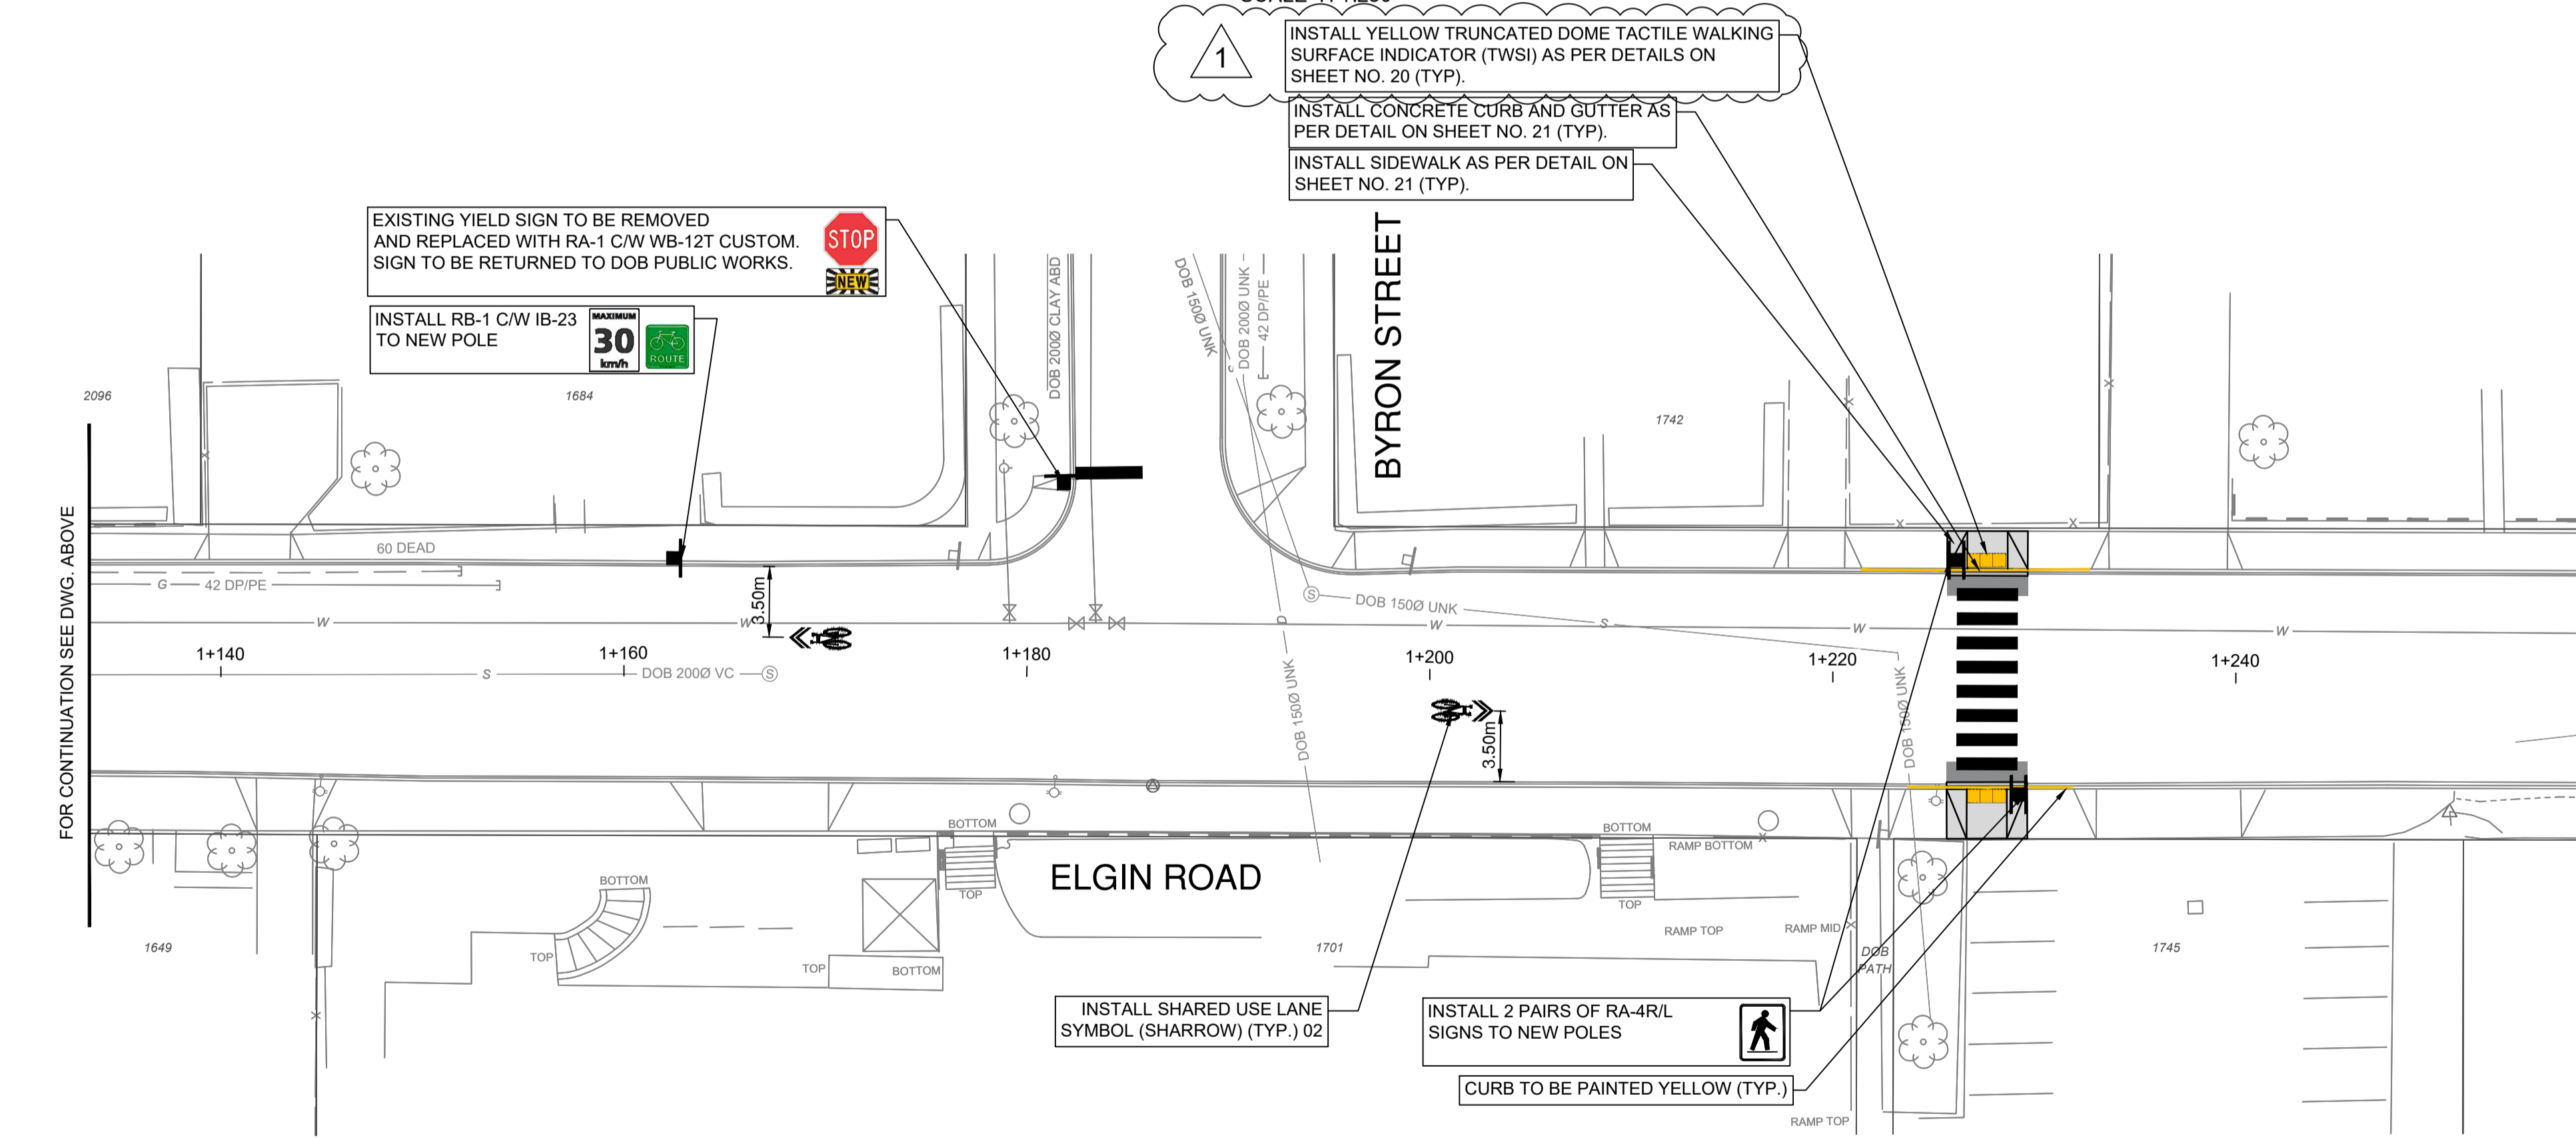 1
INSTALL YELLOW TRUNCATED DOME TACTILE WALKING
SURFACE INDICATOR (TWSI) AS PER DETAILS ON
SHEET NO. 20 (TYP).
INSTALL CONCRETE CURB AND GUTTER AS
PER DETAIL ON SHEET NO. 21 (TYP).
INSTALL SIDEWALK AS PER DETAIL ON
SHEET NO. 21 (TYP).
EXISTING YIELD SIGN TO BE REMOVED
AND REPLACED WITH RA-1 C/W WB-12T CUSTOM.
SIGN TO BE RETURNED TO DOB PUBLIC WORKS.
STOP
NEW
INSTALL RB-1 C/W IB-23
TO NEW POLE
MAXIMUM
30
km/h
ROUTE
DOB 200Ø CLAY ABD
DOB 150Ø UNK
DOB 200Ø UNK
42 DP/PE
BYRON STREET
2096
1684
1742
FOR CONTINUATION SEE DWG. ABOVE
60 DEAD
G
42 DP/PE
3.50m
S
DOB 150Ø UNK
S
W
W
W
W
W
D
1+140
1+160
1+180
1+200
1+220
1+240
S
DOB 200Ø VC
S
DOB 150Ø UNK
3.50m
DOB 150Ø UNK
BOTTOM
TOP
BOTTOM
TOP
RAMP BOTTOM
ELGIN ROAD
BOTTOM
TOP
TOP
BOTTOM
RAMP TOP
RAMP MID
1649
1701
DOB
PATH
1745
INSTALL SHARED USE LANE
SYMBOL (SHARROW) (TYP.) 02
INSTALL 2 PAIRS OF RA-4R/L
SIGNS TO NEW POLES
CURB TO BE PAINTED YELLOW (TYP.)
RAMP TOP